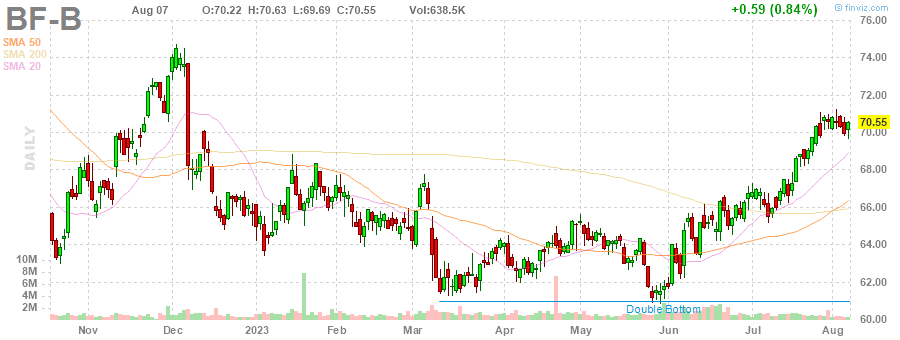 BF-B Aug 07 O:70.22 H:70.63 L:69.69 C:70.55 Vol:638.5K +0.59 (0.84%) finviz.com
SMA 50
SMA 200
SMA 20
DAILY
76.00
74.00
72.00
70.55
70.00
68.00
66.00
64.00
62.00
60.00
10M
8M
6M
4M
2M
Double Bottom
Nov Dec 2023 Feb Mar Apr May Jun Jul Aug